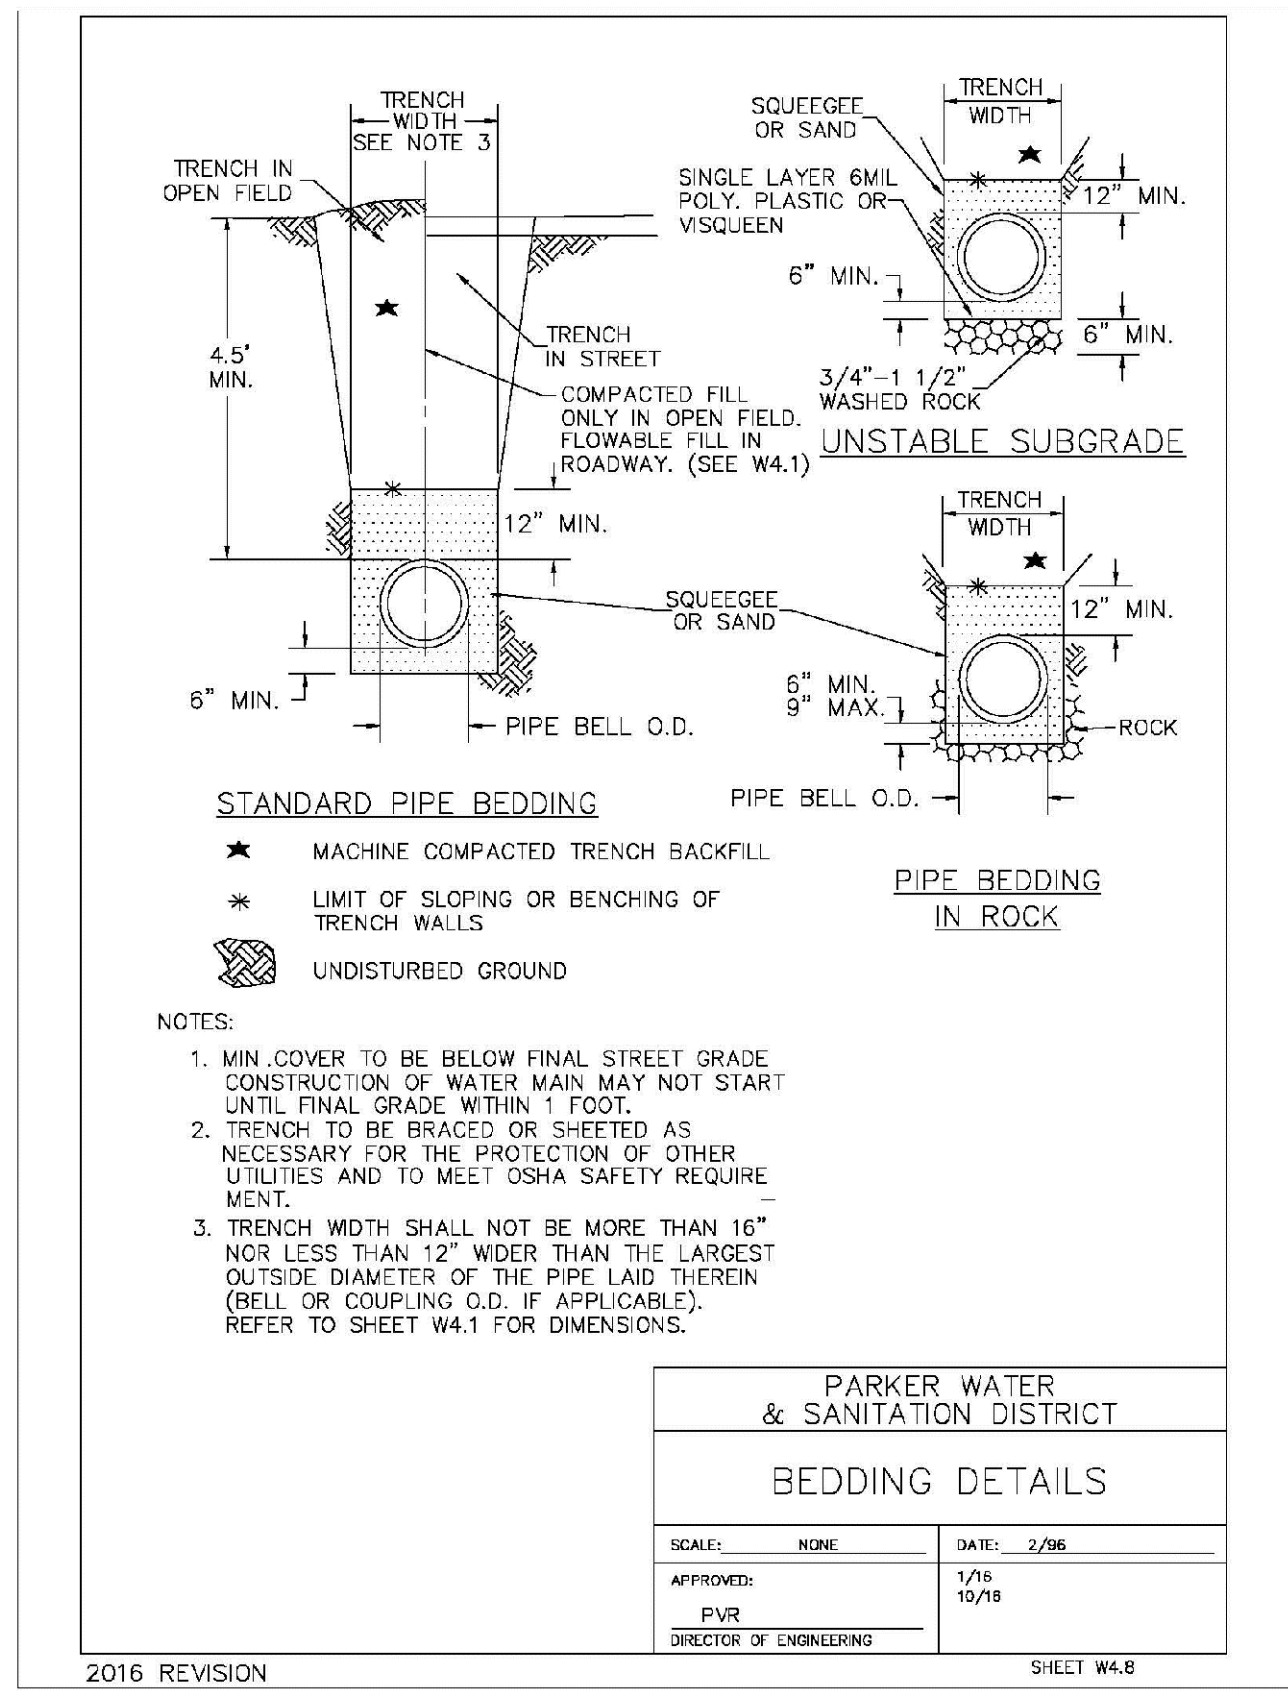 TRENCH
WIDTH
SEE NOTE 3
TRENCH IN
OPEN FIELD
4.5'
MIN.
TRENCH
IN STREET
COMPACTED FILL
ONLY IN OPEN FIELD.
FLOWABLE FILL IN
ROADWAY. (SEE W4.1)
12" MIN.
SQUEEGEE
OR SAND
6" MIN.
PIPE BELL O.D.
STANDARD PIPE BEDDING
TRENCH
WIDTH
SQUEEGEE
OR SAND
SINGLE LAYER 6MIL
POLY. PLASTIC OR
VISQUEEN
12" MIN.
6" MIN.
6" MIN.
3/4"-1 1/2"
WASHED ROCK
UNSTABLE SUBGRADE
TRENCH
WIDTH
12" MIN.
6" MIN.
9" MAX.
ROCK
PIPE BELL O.D.
PIPE BEDDING
IN ROCK
MACHINE COMPACTED TRENCH BACKFILL
LIMIT OF SLOPING OR BENCHING OF
TRENCH WALLS
UNDISTURBED GROUND
NOTES:
1. MIN .COVER TO BE BELOW FINAL STREET GRADE
CONSTRUCTION OF WATER MAIN MAY NOT START
UNTIL FINAL GRADE WITHIN 1 FOOT.
2. TRENCH TO BE BRACED OR SHEETED AS
NECESSARY FOR THE PROTECTION OF OTHER
UTILITIES AND TO MEET OSHA SAFETY REQUIRE
MENT. –
3. TRENCH WIDTH SHALL NOT BE MORE THAN 16"
NOR LESS THAN 12" WIDER THAN THE LARGEST
OUTSIDE DIAMETER OF THE PIPE LAID THEREIN
(BELL OR COUPLING O.D. IF APPLICABLE).
REFER TO SHEET W4.1 FOR DIMENSIONS.
PARKER WATER
& SANITATION DISTRICT
BEDDING DETAILS
SCALE: NONE
DATE: 2/96
APPROVED:
PVR
DIRECTOR OF ENGINEERING
1/16
10/16
2016 REVISION
SHEET W4.8